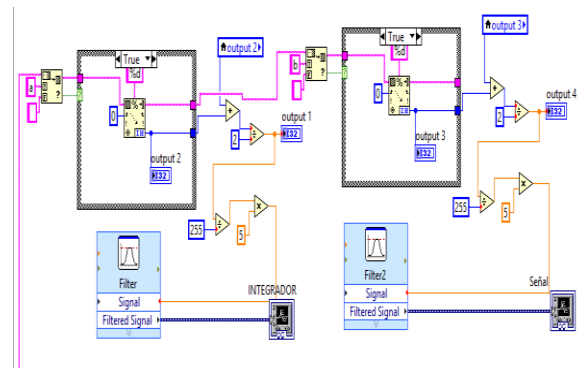 True
%d
output 2
a
0
output 2
2
output 1
I32
I32
255
5
Filter
Signal
Filtered Signal
INTEGRADOR
True
%d
output 3
b
0
output 3
2
output 4
I32
I32
255
5
Filter2
Signal
Filtered Signal
Señal